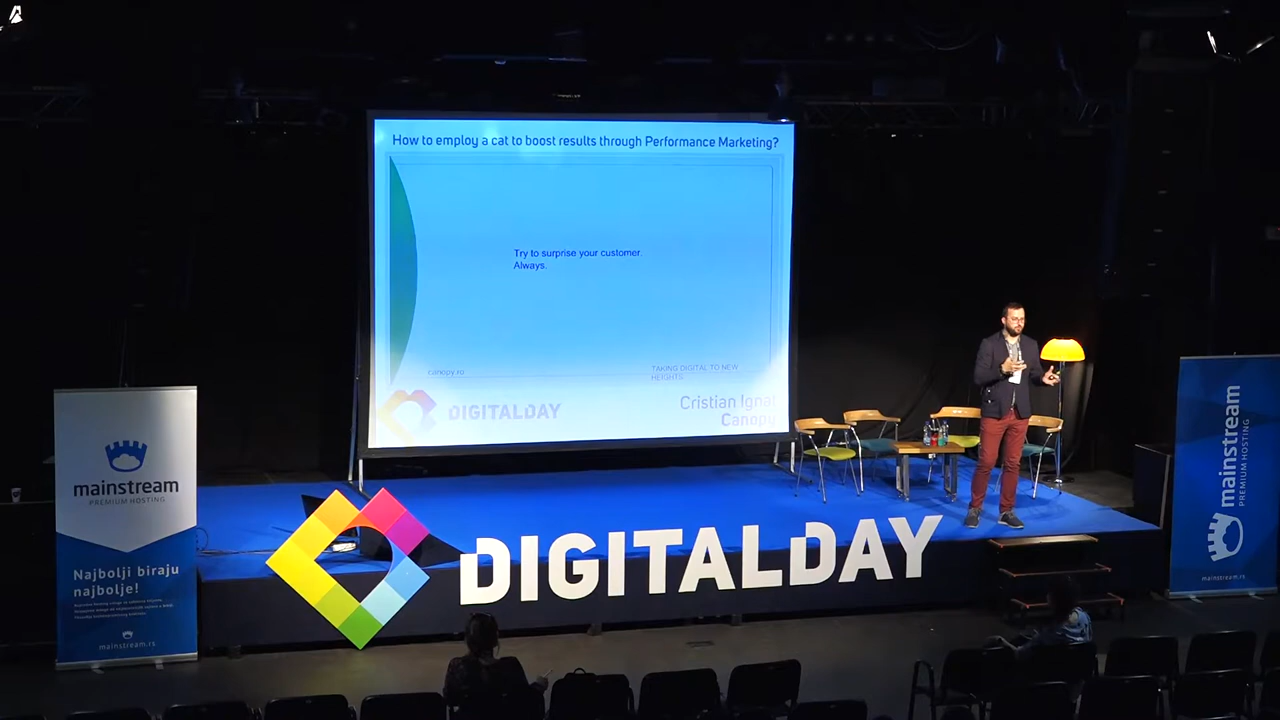 How to employ a cat to boost results through Performance Marketing?
Try to surprise your customer.
Always.
canopy.ro
TAKING DIGITAL TO NEW
HEIGHTS
DIGITALDAY
Cristian Ignat
Canopy
mainstream
PREMIUM HOSTING
Najbolji biraju
najbolje!
mainstream.rs
DIGITALDAY
mainstream
PREMIUM HOSTING
mainstream.rs